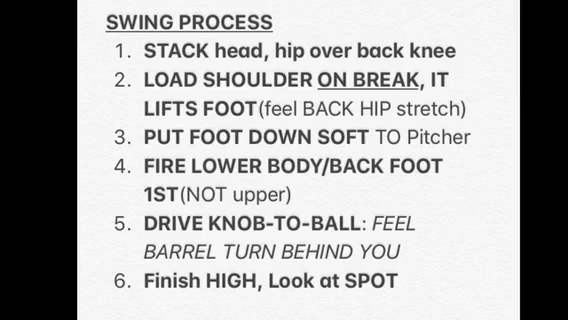 SWING PROCESS
1. STACK head, hip over back knee
2. LOAD SHOULDER ON BREAK, IT
LIFTS FOOT(feel BACK HIP stretch)
3. PUT FOOT DOWN SOFT TO Pitcher
4. FIRE LOWER BODY/BACK FOOT
1ST(NOT upper)
5. DRIVE KNOB-TO-BALL: FEEL
BARREL TURN BEHIND YOU
6. Finish HIGH, Look at SPOT